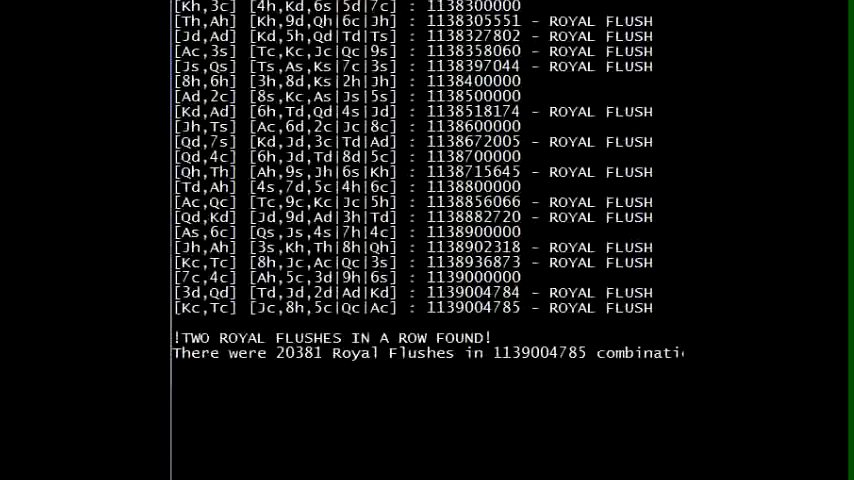 [Kh,3c] [4h,Kd,6s|5d|7c] : 1138300000
[Th,Ah] [Kh,9d,Qh|6c|Jh] : 1138305551 - ROYAL FLUSH
[Jd,Ad] [Kd,5h,Qd|Td|Kc] : 1138327802 - ROYAL FLUSH
[Ac,3s] [Tc,Kc,Jc|Qc|9s] : 1138358060 - ROYAL FLUSH
[Js,Qs] [Ts,As,Ks|7c|3s] : 1138397044 - ROYAL FLUSH
[8h,6h] [3h,8d,Ks|2h|Jh] : 1138400000
[Ad,2c] [8s,Kc,As|Js|5s] : 1138500000
[Kd,Ad] [6h,Td,Qd|4s|Jd] : 1138518174 - ROYAL FLUSH
[Jh,Ts] [Ac,6d,2c|Jc|8c] : 1138600000
[Qd,7s] [Kd,Jd,3c|Td|Ad] : 1138672005 - ROYAL FLUSH
[Qd,4c] [6h,Jd,Td|8d|5c] : 1138700000
[Qh,Th] [Ah,9s,Jh|6s|Kh] : 1138715645 - ROYAL FLUSH
[Td,Ah] [4s,7d,5c|4h|6c] : 1138800000
[Ac,Qc] [Tc,9c,Kc|Jc|5h] : 1138856066 - ROYAL FLUSH
[Qd,Kd] [Jd,9d,Ad|3h|Td] : 1138882720 - ROYAL FLUSH
[As,6c] [Qs,Js,4s|7h|4c] : 1138900000
[Jh,Ah] [3s,Kh,Th|8h|Qh] : 1138902318 - ROYAL FLUSH
[Kc,Tc] [8h,Jc,Ac|Qc|3s] : 1138936873 - ROYAL FLUSH
[7c,4c] [Ah,5c,3d|9h|6s] : 1139000000
[3d,Qd] [Td,Jd,2d|Ad|Kd] : 1139004784 - ROYAL FLUSH
[Kc,Tc] [Jc,8h,5c|Qc|Ac] : 1139004785 - ROYAL FLUSH
!TWO ROYAL FLUSHES IN A ROW FOUND!
There were 20381 Royal Flushes in 1139004785 combinati